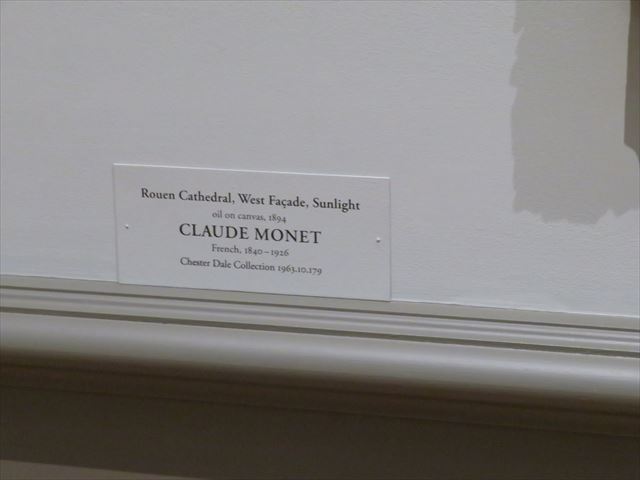 Rouen Cathedral, West Façade, Sunlight
oil on canvas, 1894
CLAUDE MONET
French, 1840–1926
Chester Dale Collection 1963.10.179